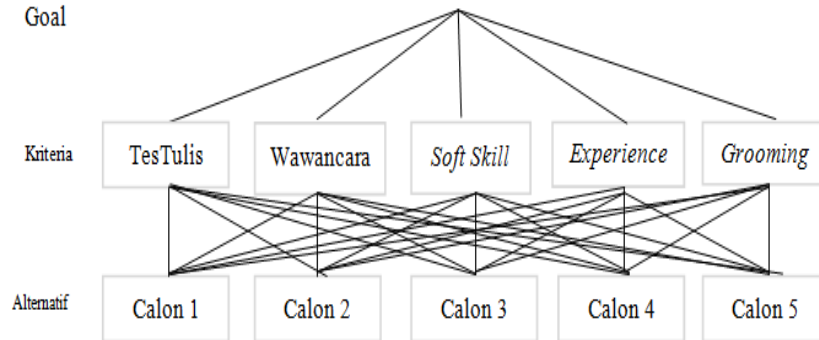 Goal
Kriteria TesTulis Wawancara Soft Skill Experience Grooming
Alternatif Calon 1 Calon 2 Calon 3 Calon 4 Calon 5